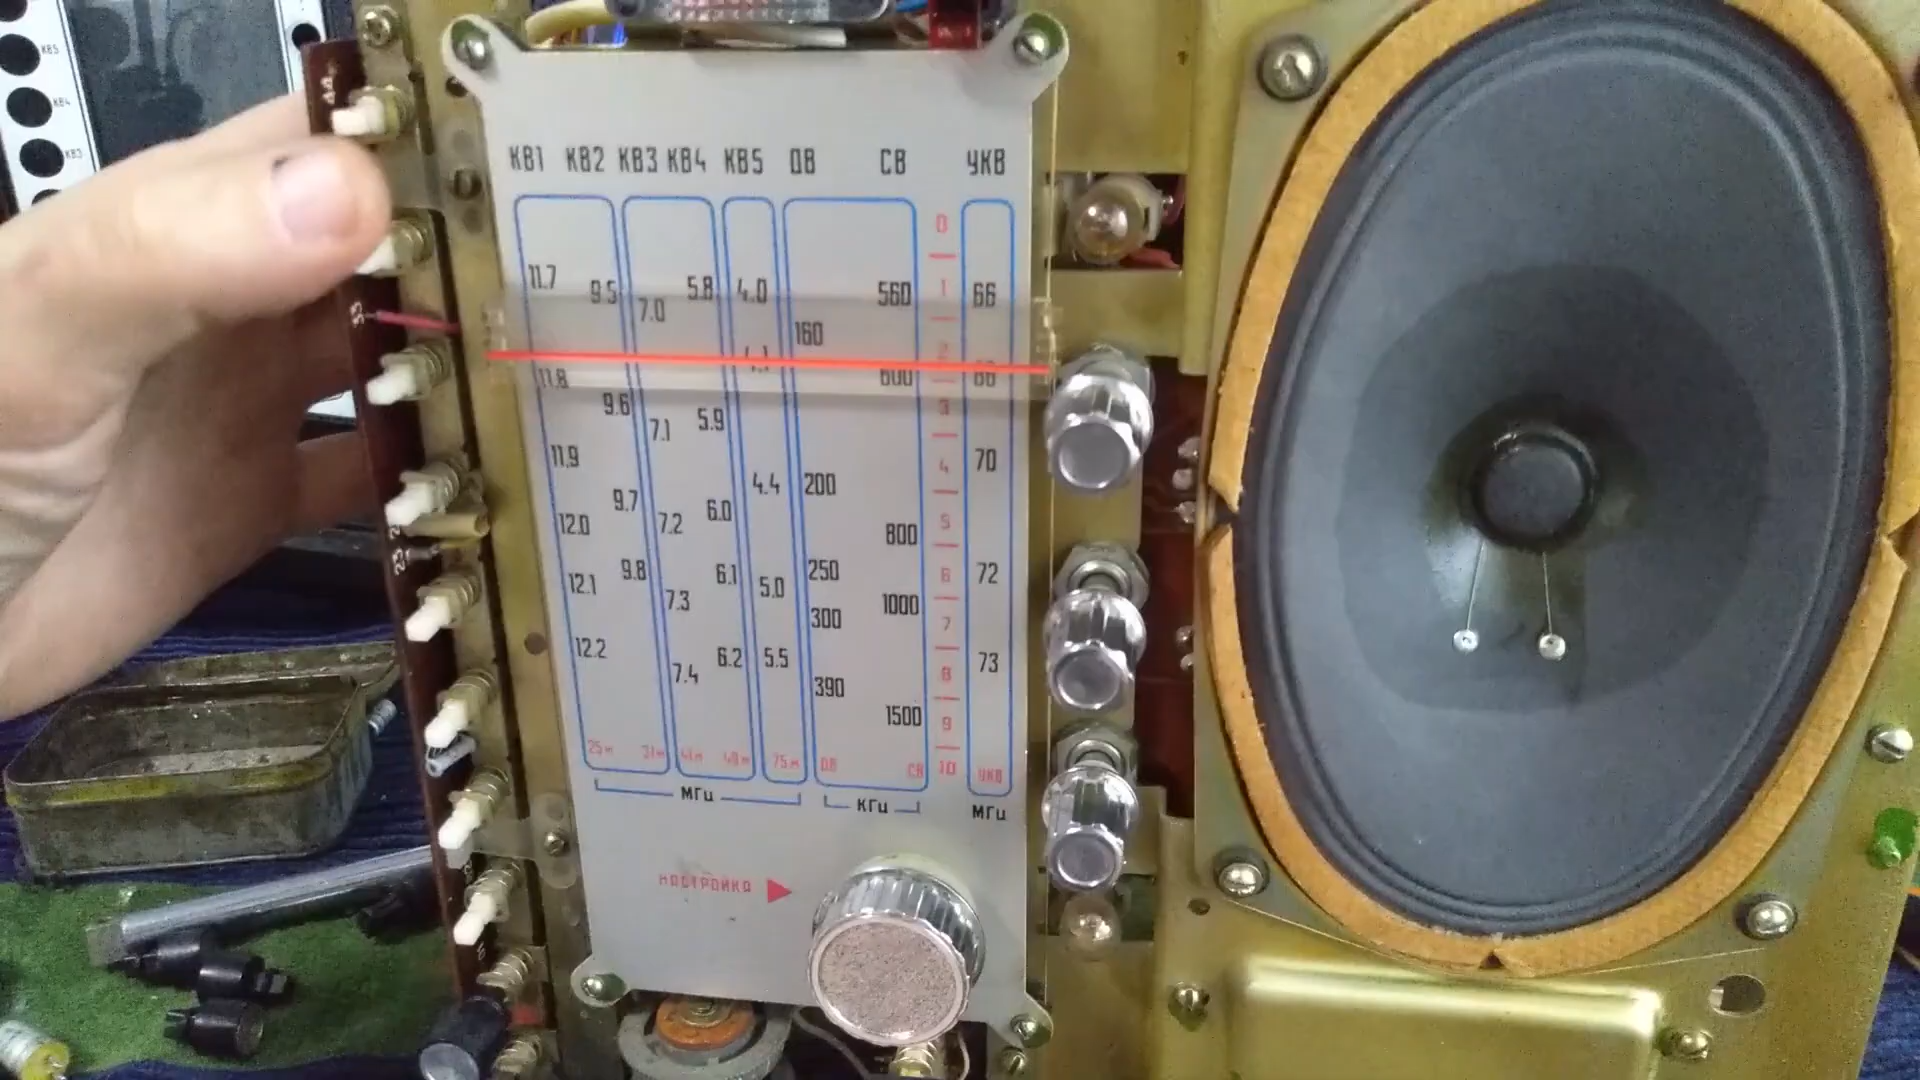 КВ5
КВ4
КВ3
КВ1 КВ2 КВ3 КВ4 КВ5 ДВ СВ УКВ
0
11.7 9.5 7.0 5.8 4.0 160 560 1 66
2
11.8 9.6 7.1 5.9 600 3
11.9 4.4 200 4 70
12.0 9.7 7.2 6.0 800 5
12.1 9.8 7.3 6.1 5.0 250 300 1000 6 72
7
12.2 7.4 6.2 5.5 390 8 73
1500 9
25м 31м 41м 49м 75м ДВ СВ 10 УКВ
МГц КГц МГц
НАСТРОЙКА